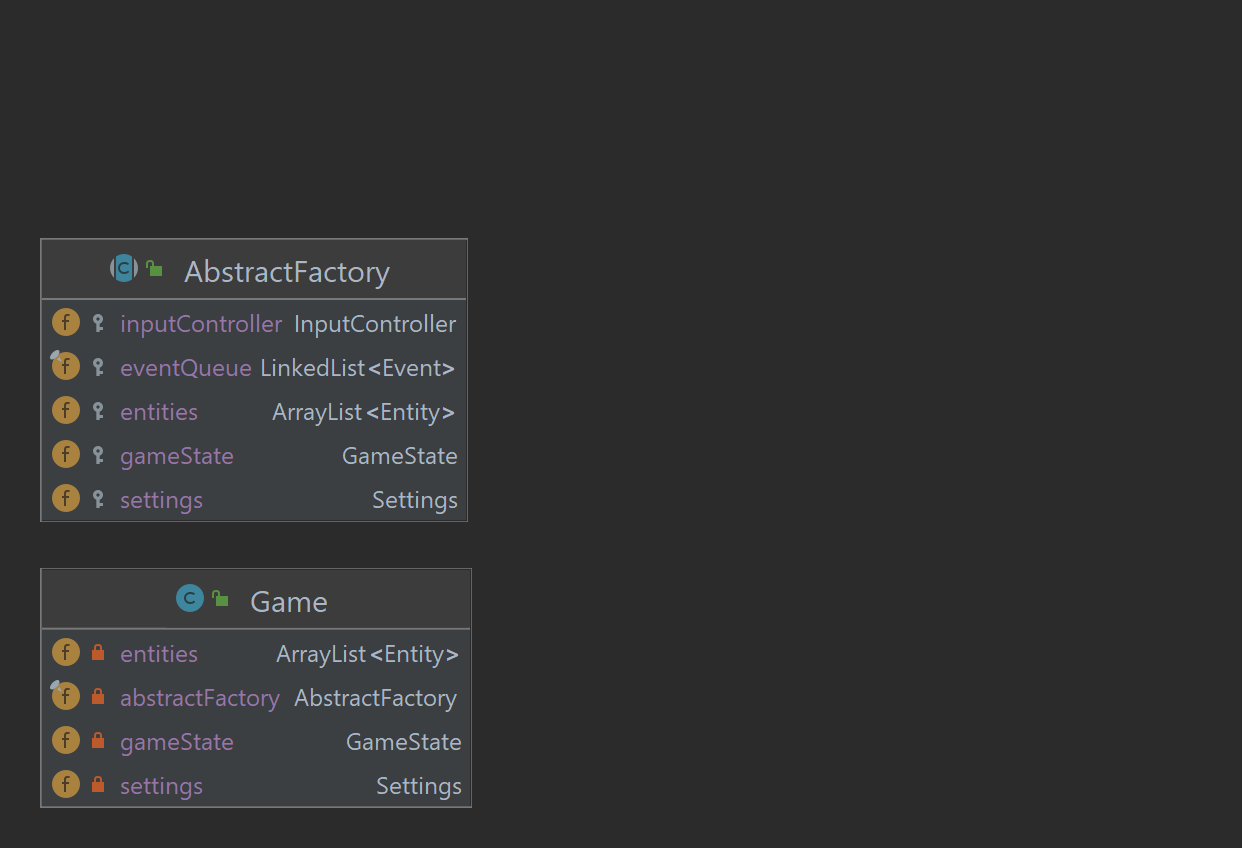 AbstractFactory
inputController InputController
eventQueue LinkedList<Event>
entities ArrayList<Entity>
gameState GameState
settings Settings
Game
entities ArrayList<Entity>
abstractFactory AbstractFactory
gameState GameState
settings Settings